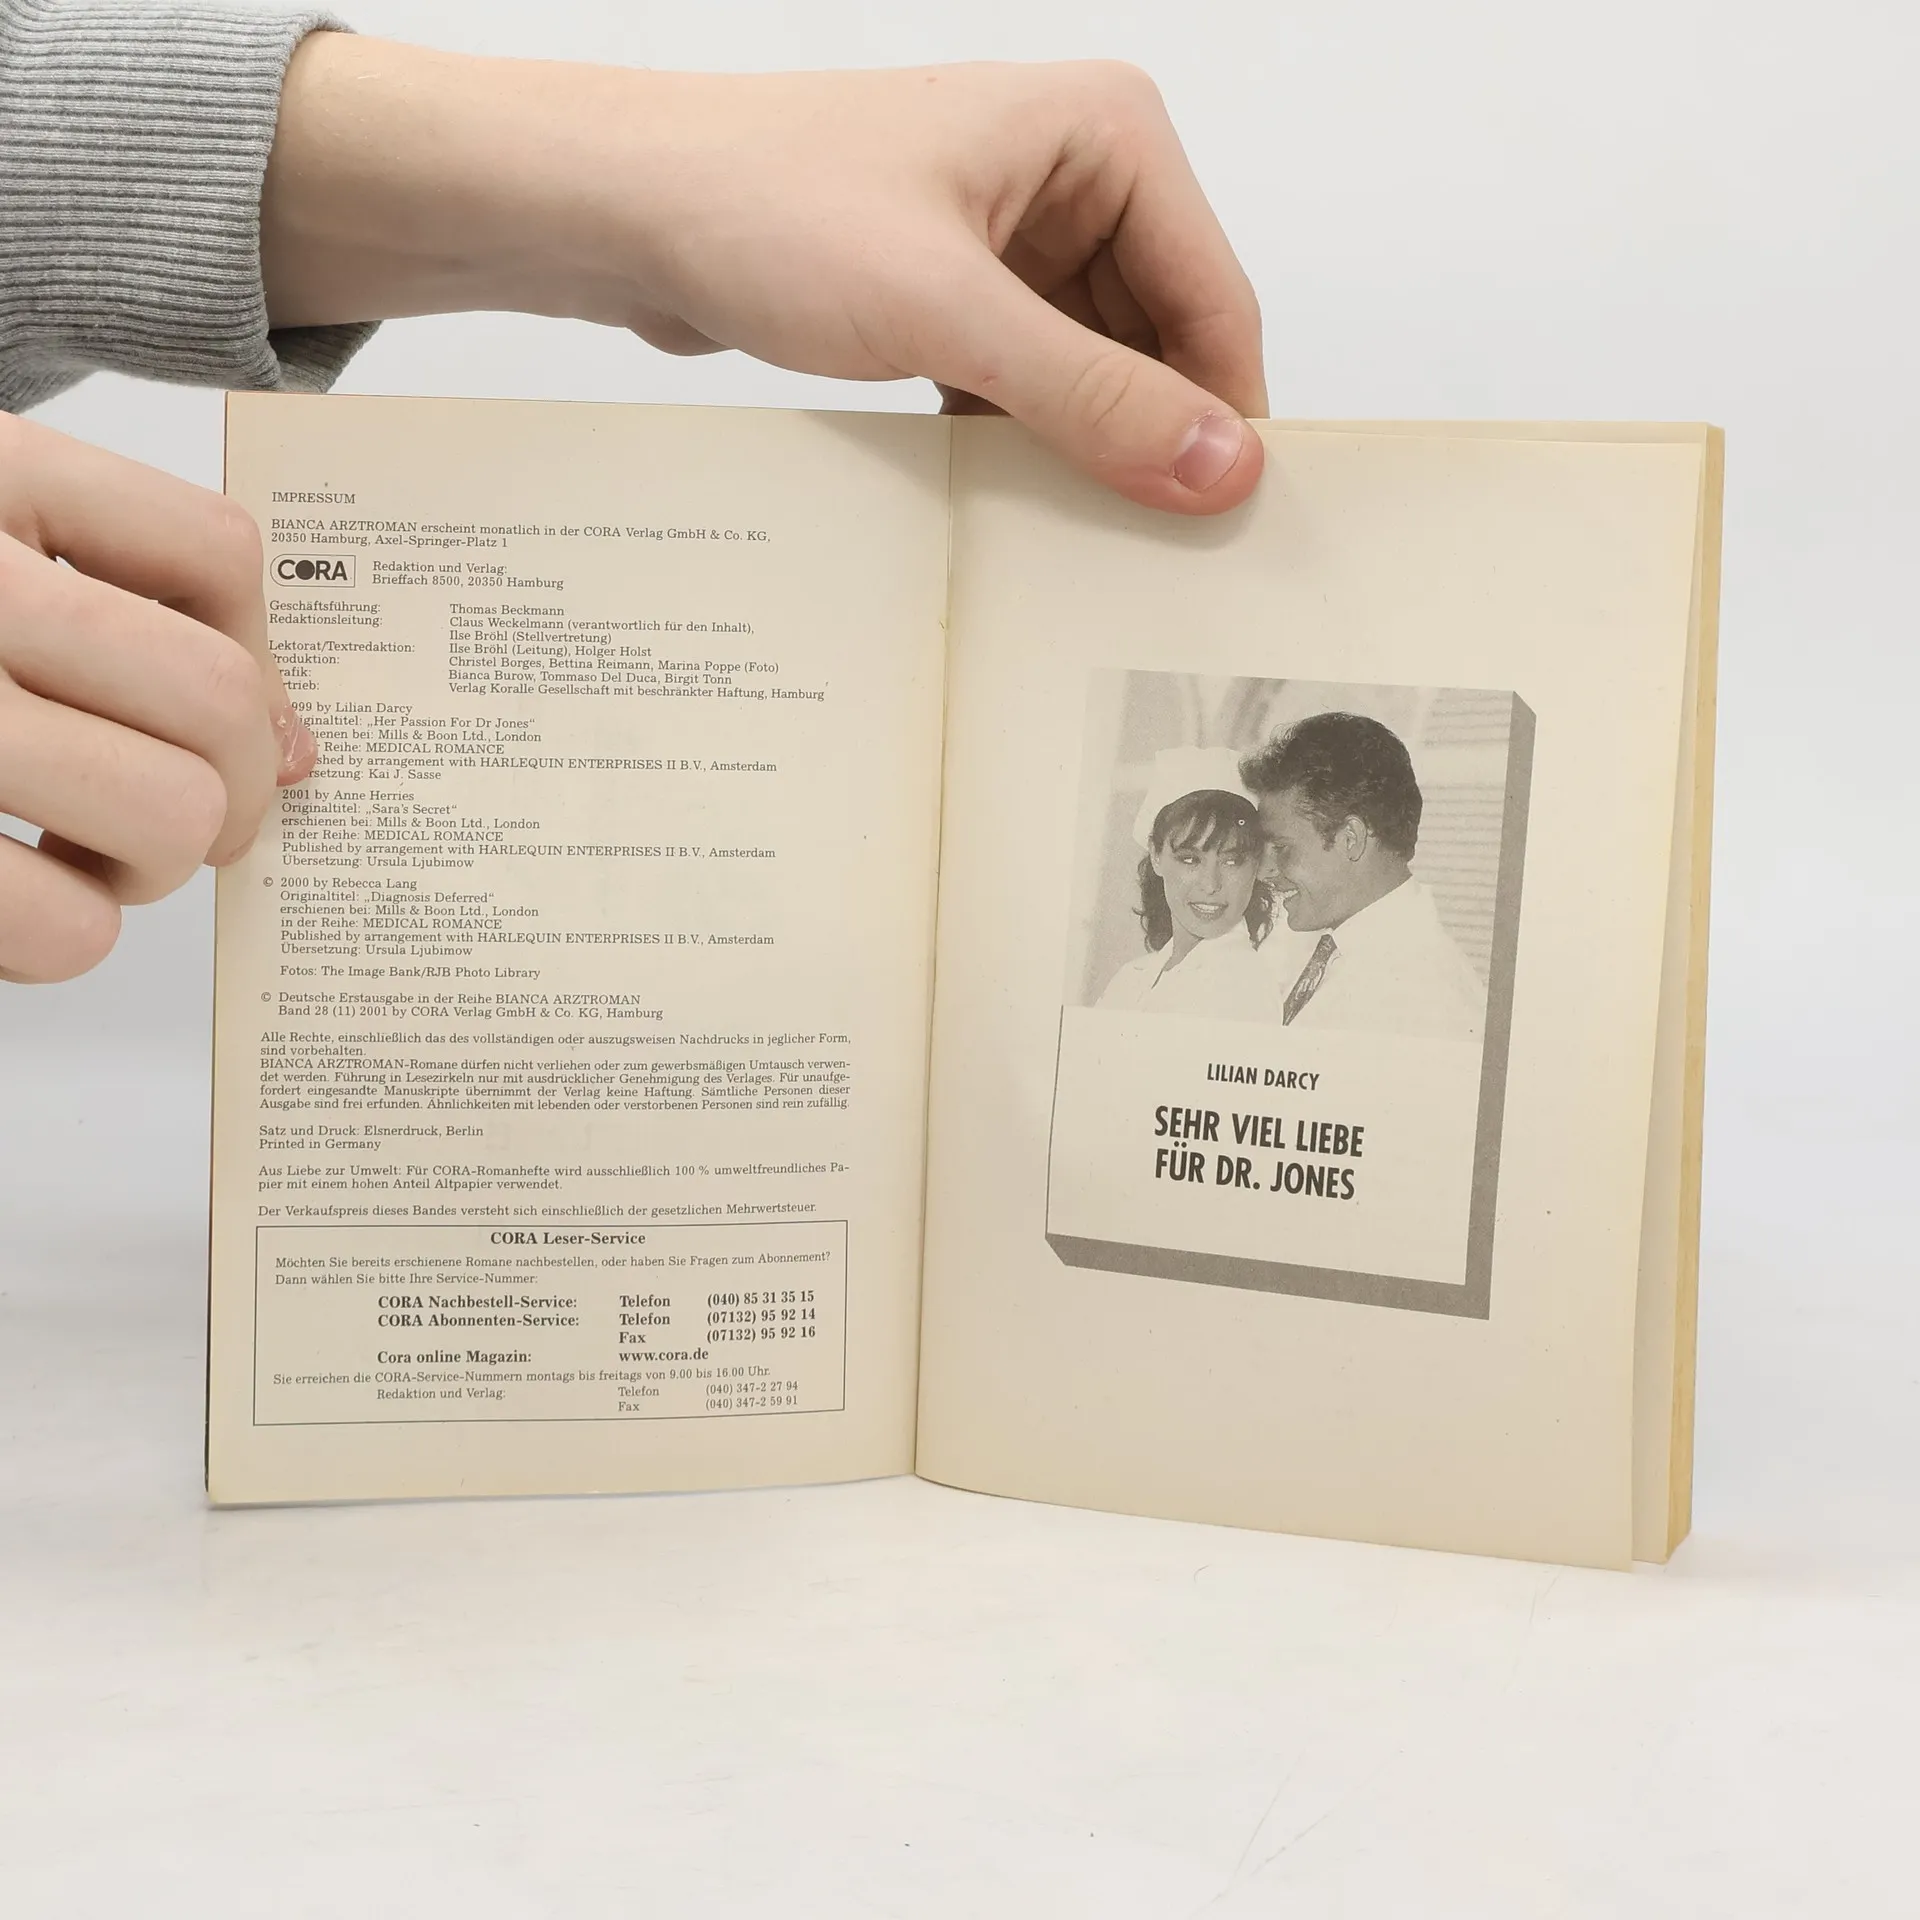 IMPRESSUM
BIANCA ARZTROMAN erscheint monatlich in der CORA Verlag GmbH & Co. KG,
20350 Hamburg, Axel-Springer-Platz 1
CORA
Redaktion und Verlag:
Brieffach 8500, 20350 Hamburg
Geschäftsführung: Thomas Beckmann
Redaktionsleitung: Claus Weckelmann (verantwortlich für den Inhalt),
Ilse Bröhl (Stellvertretung)
Lektorat/Textredaktion: Ilse Bröhl (Leitung), Holger Holst
Produktion: Christel Borges, Bettina Reimann, Marina Poppe (Foto)
rafik: Bianca Burow, Tommaso Del Duca, Birgit Tonn
rtrieb: Verlag Koralle Gesellschaft mit beschränkter Haftung, Hamburg
999 by Lilian Darcy
iginaltitel: „Her Passion For Dr Jones“
ienen bei: Mills & Boon Ltd., London
r Reihe: MEDICAL ROMANCE
shed by arrangement with HARLEQUIN ENTERPRISES II B.V., Amsterdam
rsetzung: Kai J. Sasse
2001 by Anne Herries
Originaltitel: „Sara's Secret“
erschienen bei: Mills & Boon Ltd., London
in der Reihe: MEDICAL ROMANCE
Published by arrangement with HARLEQUIN ENTERPRISES II B.V., Amsterdam
Übersetzung: Ursula Ljubimow
© 2000 by Rebecca Lang
Originaltitel: „Diagnosis Deferred“
erschienen bei: Mills & Boon Ltd., London
in der Reihe: MEDICAL ROMANCE
Published by arrangement with HARLEQUIN ENTERPRISES II B.V., Amsterdam
Übersetzung: Ursula Ljubimow
Fotos: The Image Bank/RJB Photo Library
© Deutsche Erstausgabe in der Reihe BIANCA ARZTROMAN
Band 28 (11) 2001 by CORA Verlag GmbH & Co. KG, Hamburg
Alle Rechte, einschließlich das des vollständigen oder auszugsweisen Nachdrucks in jeglicher Form,
sind vorbehalten.
BIANCA ARZTROMAN-Romane dürfen nicht verliehen oder zum gewerbsmäßigen Umtausch verwen-
det werden. Führung in Lesezirkeln nur mit ausdrücklicher Genehmigung des Verlages. Für unaufge-
fordert eingesandte Manuskripte übernimmt der Verlag keine Haftung. Sämtliche Personen dieser
Ausgabe sind frei erfunden. Ähnlichkeiten mit lebenden oder verstorbenen Personen sind rein zufällig.
Satz und Druck: Elsnerdruck, Berlin
Printed in Germany
Aus Liebe zur Umwelt: Für CORA-Romanhefte wird ausschließlich 100 % umweltfreundliches Pa-
pier mit einem hohen Anteil Altpapier verwendet.
Der Verkaufspreis dieses Bandes versteht sich einschließlich der gesetzlichen Mehrwertsteuer.
CORA Leser-Service
Möchten Sie bereits erschienene Romane nachbestellen, oder haben Sie Fragen zum Abonnement?
Dann wählen Sie bitte Ihre Service-Nummer:
CORA Nachbestell-Service: Telefon (040) 85 31 35 15
CORA Abonnenten-Service: Telefon (07132) 95 92 14
Fax (07132) 95 92 16
Cora online Magazin: www.cora.de
Sie erreichen die CORA-Service-Nummern montags bis freitags von 9.00 bis 16.00 Uhr.
Redaktion und Verlag: Telefon (040) 347-2 27 94
Fax (040) 347-2 59 91
LILIAN DARCY
SEHR VIEL LIEBE
FÜR DR. JONES